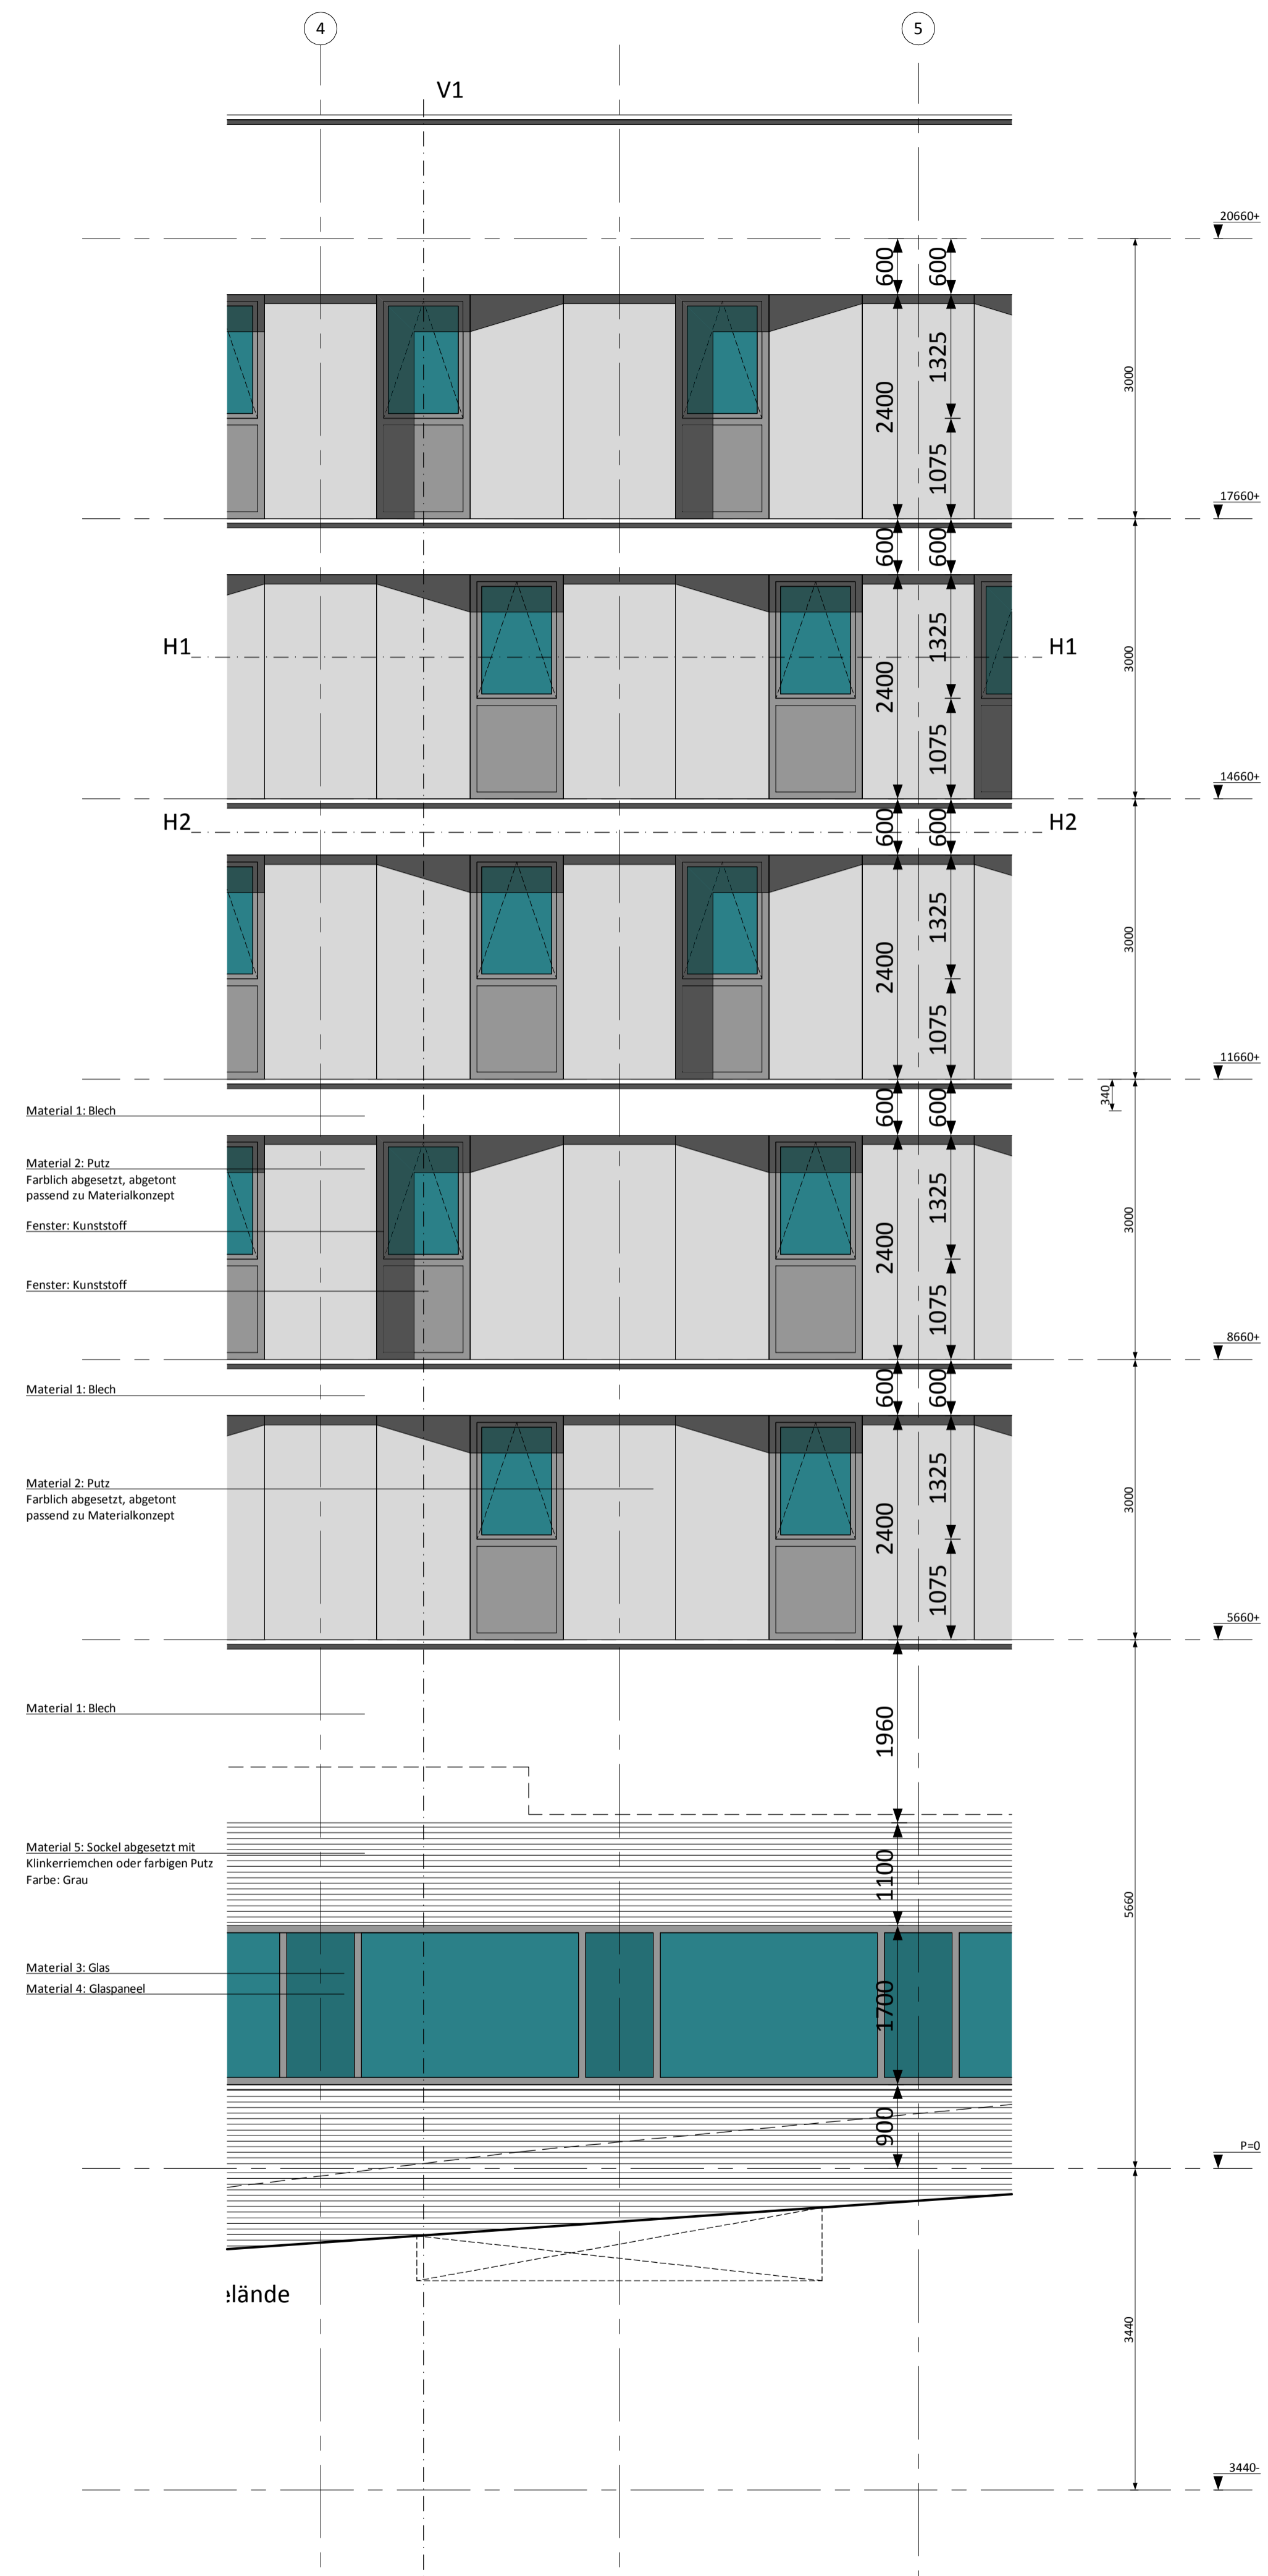 4
5
V1
20660+
600
600
1325
2400
3000
1075
17660+
600
600
H1
H1
1325
2400
3000
1075
14660+
H2
H2
600
600
1325
2400
3000
1075
11660+
340
Material 1: Blech
600
600
Material 2: Putz
Farblich abgesetzt, abgetont
passend zu Materialkonzept
1325
Fenster: Kunststoff
2400
3000
Fenster: Kunststoff
1075
8660+
Material 1: Blech
600
600
Material 2: Putz
Farblich abgesetzt, abgetont
passend zu Materialkonzept
1325
2400
3000
1075
5660+
Material 1: Blech
1960
Material 5: Sockel abgesetzt mit
Klinkerriemchen oder farbigen Putz
Farbe: Grau
1100
5660
Material 3: Glas
Material 4: Glaspaneel
1700
900
P=0
elände
3440
3440-